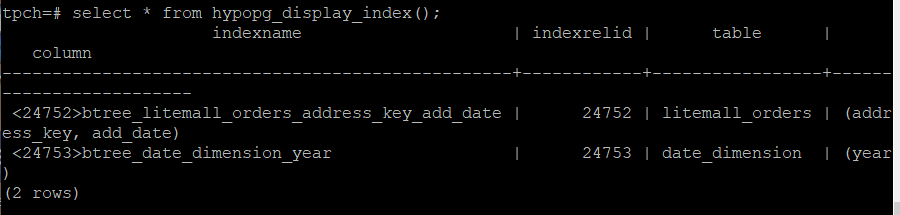 tpch=# select * from hypopg_display_index();
indexname | indexrelid | table |
column
---------------------------------------------------+------------+-----------------+------
-------------------
<24752>btree_litemall_orders_address_key_add_date | 24752 | litemall_orders | (addr
ess_key, add_date)
<24753>btree_date_dimension_year | 24753 | date_dimension | (year
)
(2 rows)